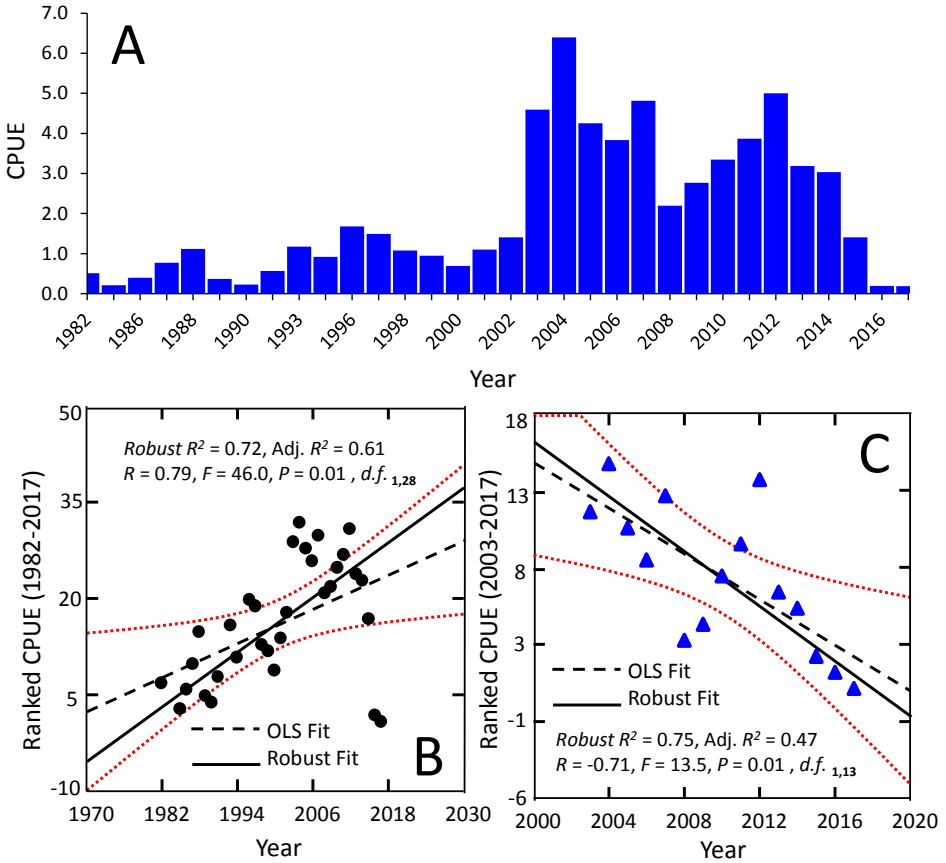 A
7.0
6.0
5.0
4.0
3.0
2.0
1.0
0.0
CPUE
1982 1986 1988 1990 1993 1996 1998 2000 2002 2004 2006 2008 2010 2012 2014 2016
Year
50
35
20
5
-10
Ranked CPUE (1982-2017)
Robust R² = 0.72, Adj. R² = 0.61
R = 0.79, F = 46.0, P = 0.01 , d.f. 1,28
OLS Fit
Robust Fit
B
1970 1982 1994 2006 2018 2030
Year
18
13
8
3
-1
-6
Ranked CPUE (2003-2017)
C
OLS Fit
Robust Fit
Robust R² = 0.75, Adj. R² = 0.47
R = -0.71, F = 13.5, P = 0.01 , d.f. 1,13
2000 2004 2008 2012 2016 2020
Year